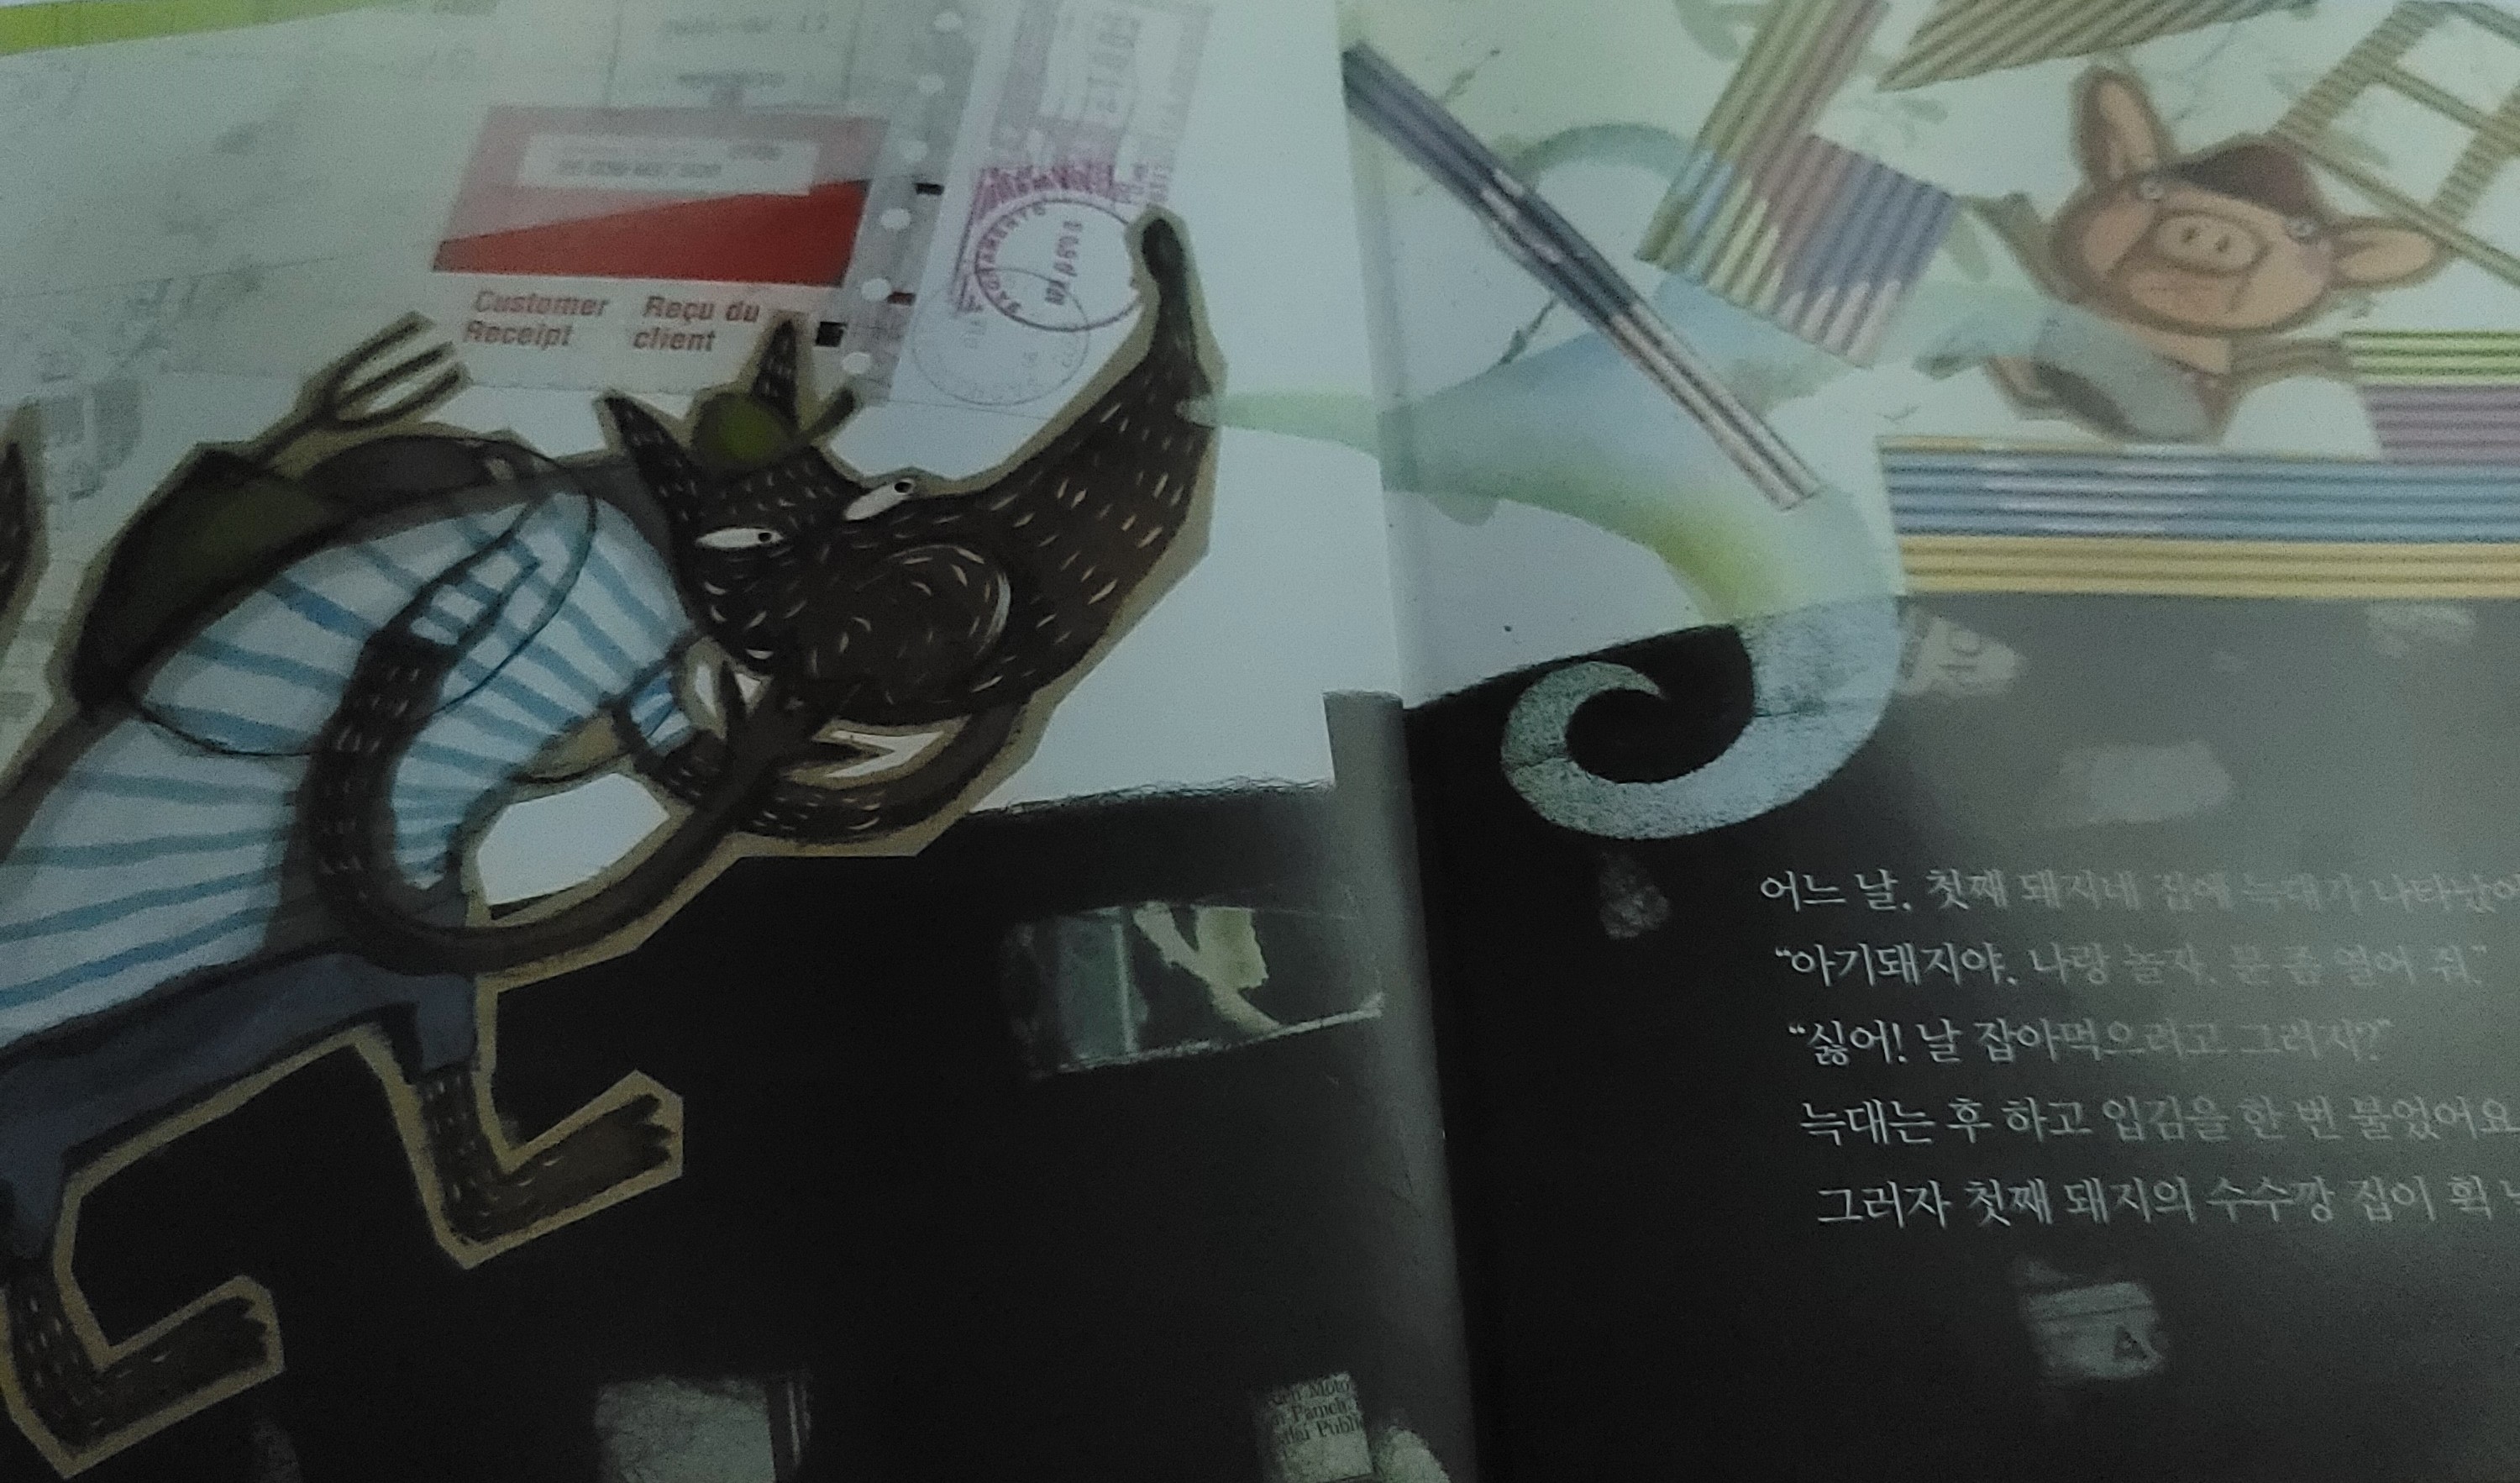 Customer Reçu du
Receipt client
SACRAMENTO
어느 날, 첫째 돼지네 집에 늑대가 나타났어
“아기돼지야, 나랑 놀자. 문 좀 열어 줘.”
“싫어! 날 잡아먹으려고 그러지?”
늑대는 후 하고 입김을 한 번 불었어요
그러자 첫째 돼지의 수수깡 집이 휙
A
Moto
Pameli
Publi